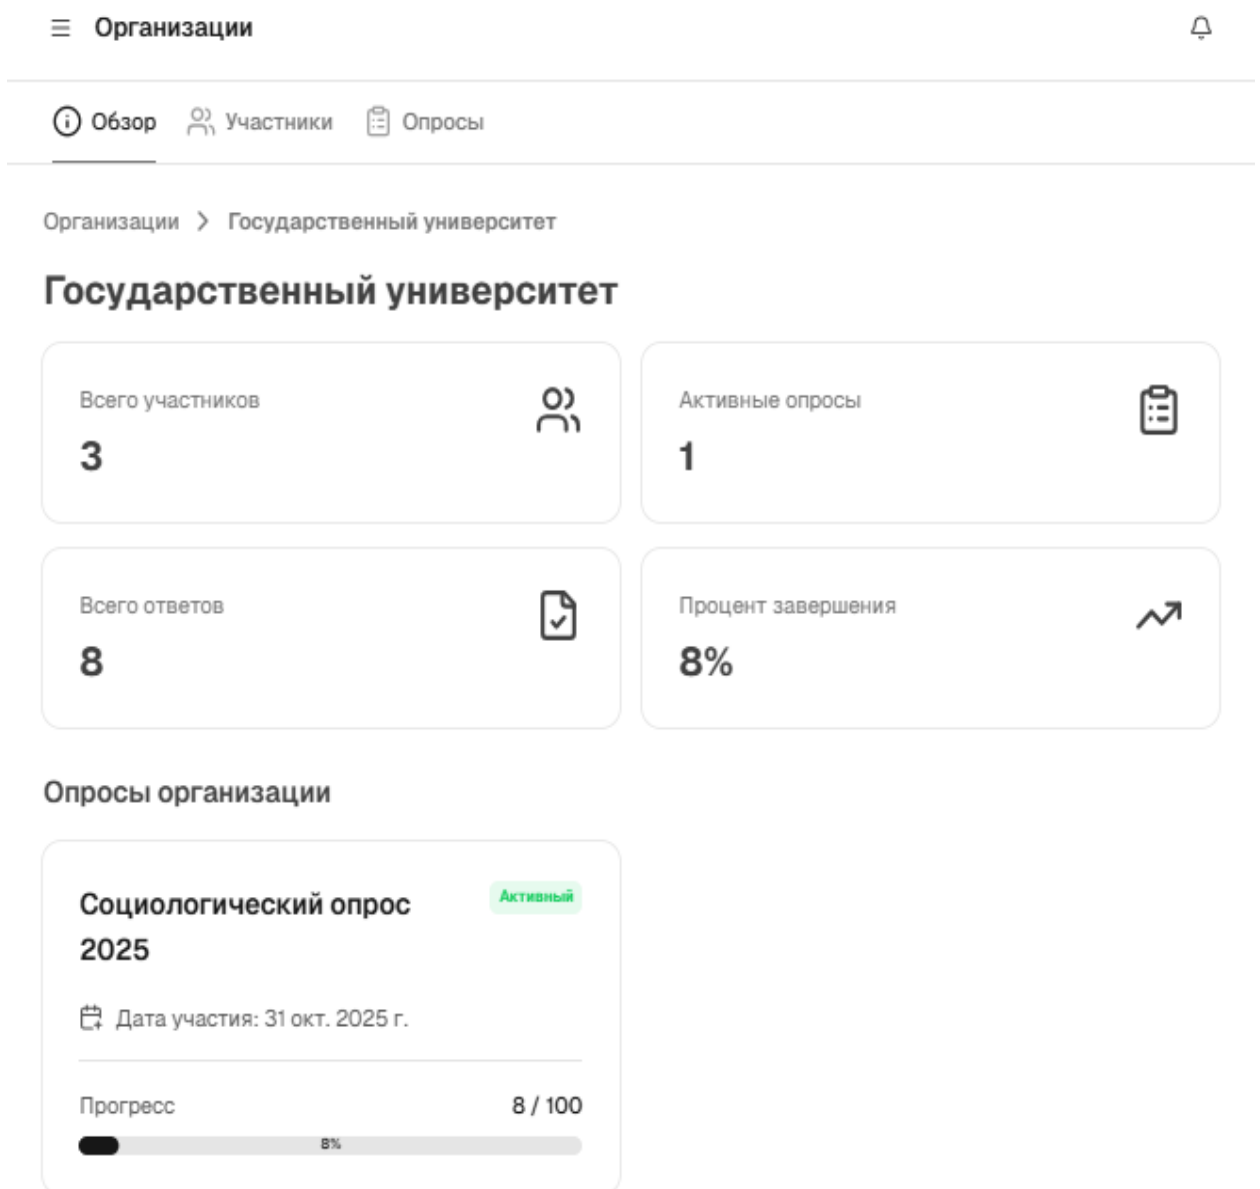 Организации
Обзор Участники Опросы
Организации > Государственный университет
Государственный университет
Всего участников
3
Активные опросы
1
Всего ответов
8
Процент завершения
8%
Опросы организации
Социологический опрос
2025
Активный
Дата участия: 31 окт. 2025 г.
Прогресс 8 / 100
8%